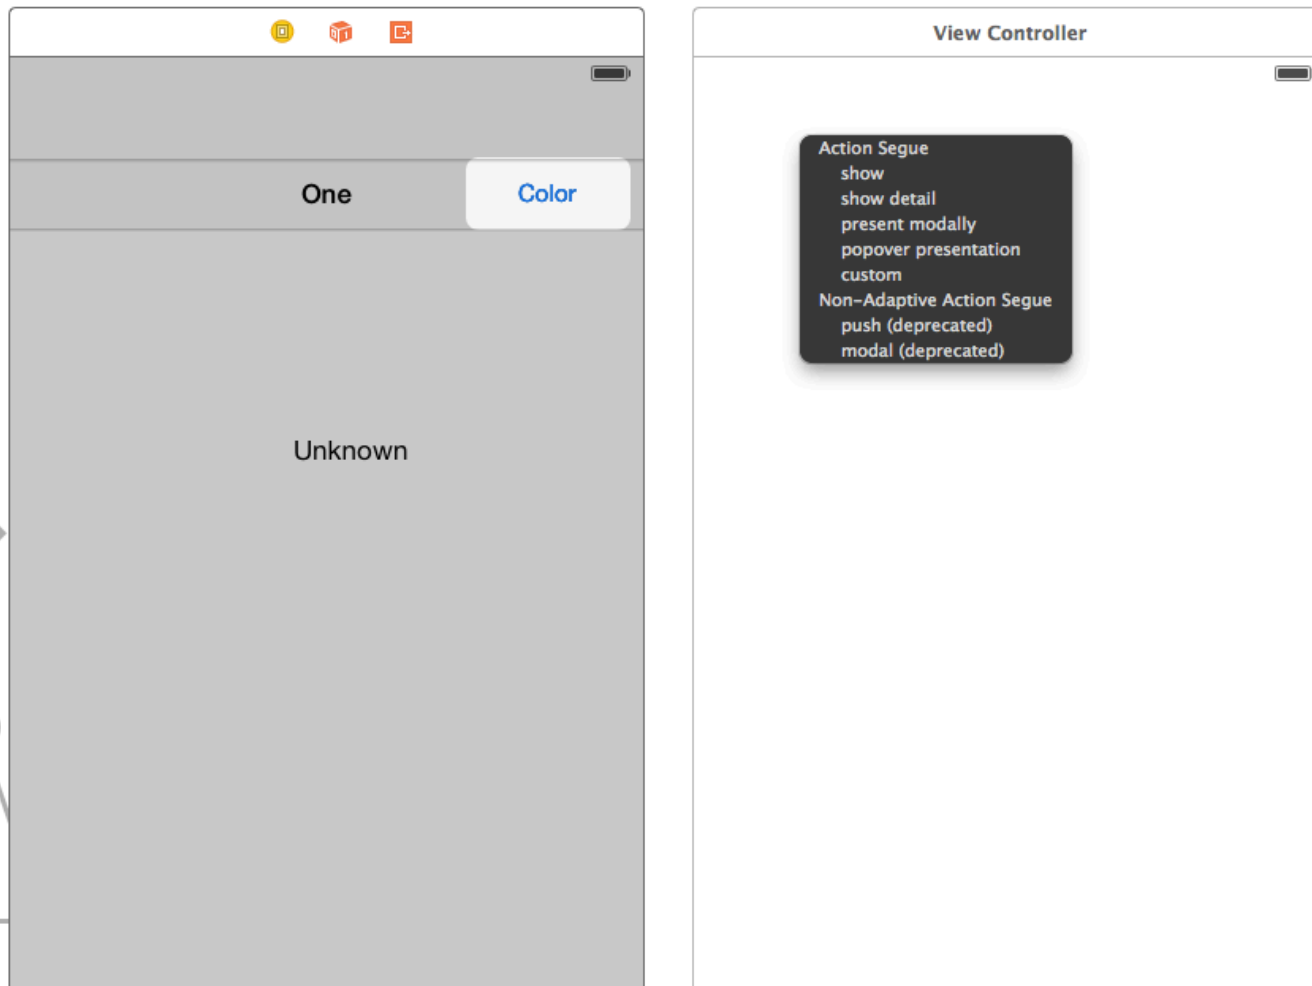 View Controller
One
Color
Unknown
Action Segue
show
show detail
present modally
popover presentation
custom
Non-Adaptive Action Segue
push (deprecated)
modal (deprecated)